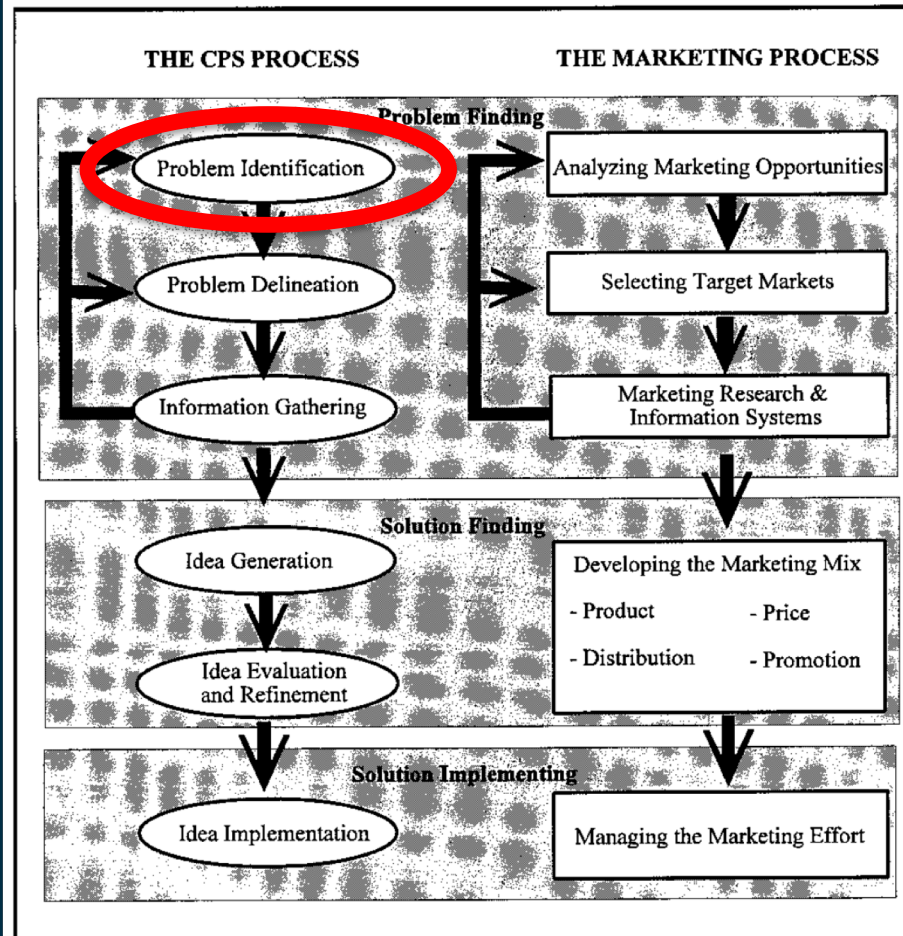 THE CPS PROCESS
THE MARKETING PROCESS
Problem Finding
Problem Identification
Analyzing Marketing Opportunities
Problem Delineation
Selecting Target Markets
Information Gathering
Marketing Research &
Information Systems
Solution Finding
Idea Generation
Idea Evaluation
and Refinement
Developing the Marketing Mix
- Product
- Price
- Distribution
- Promotion
Solution Implementing
Idea Implementation
Managing the Marketing Effort